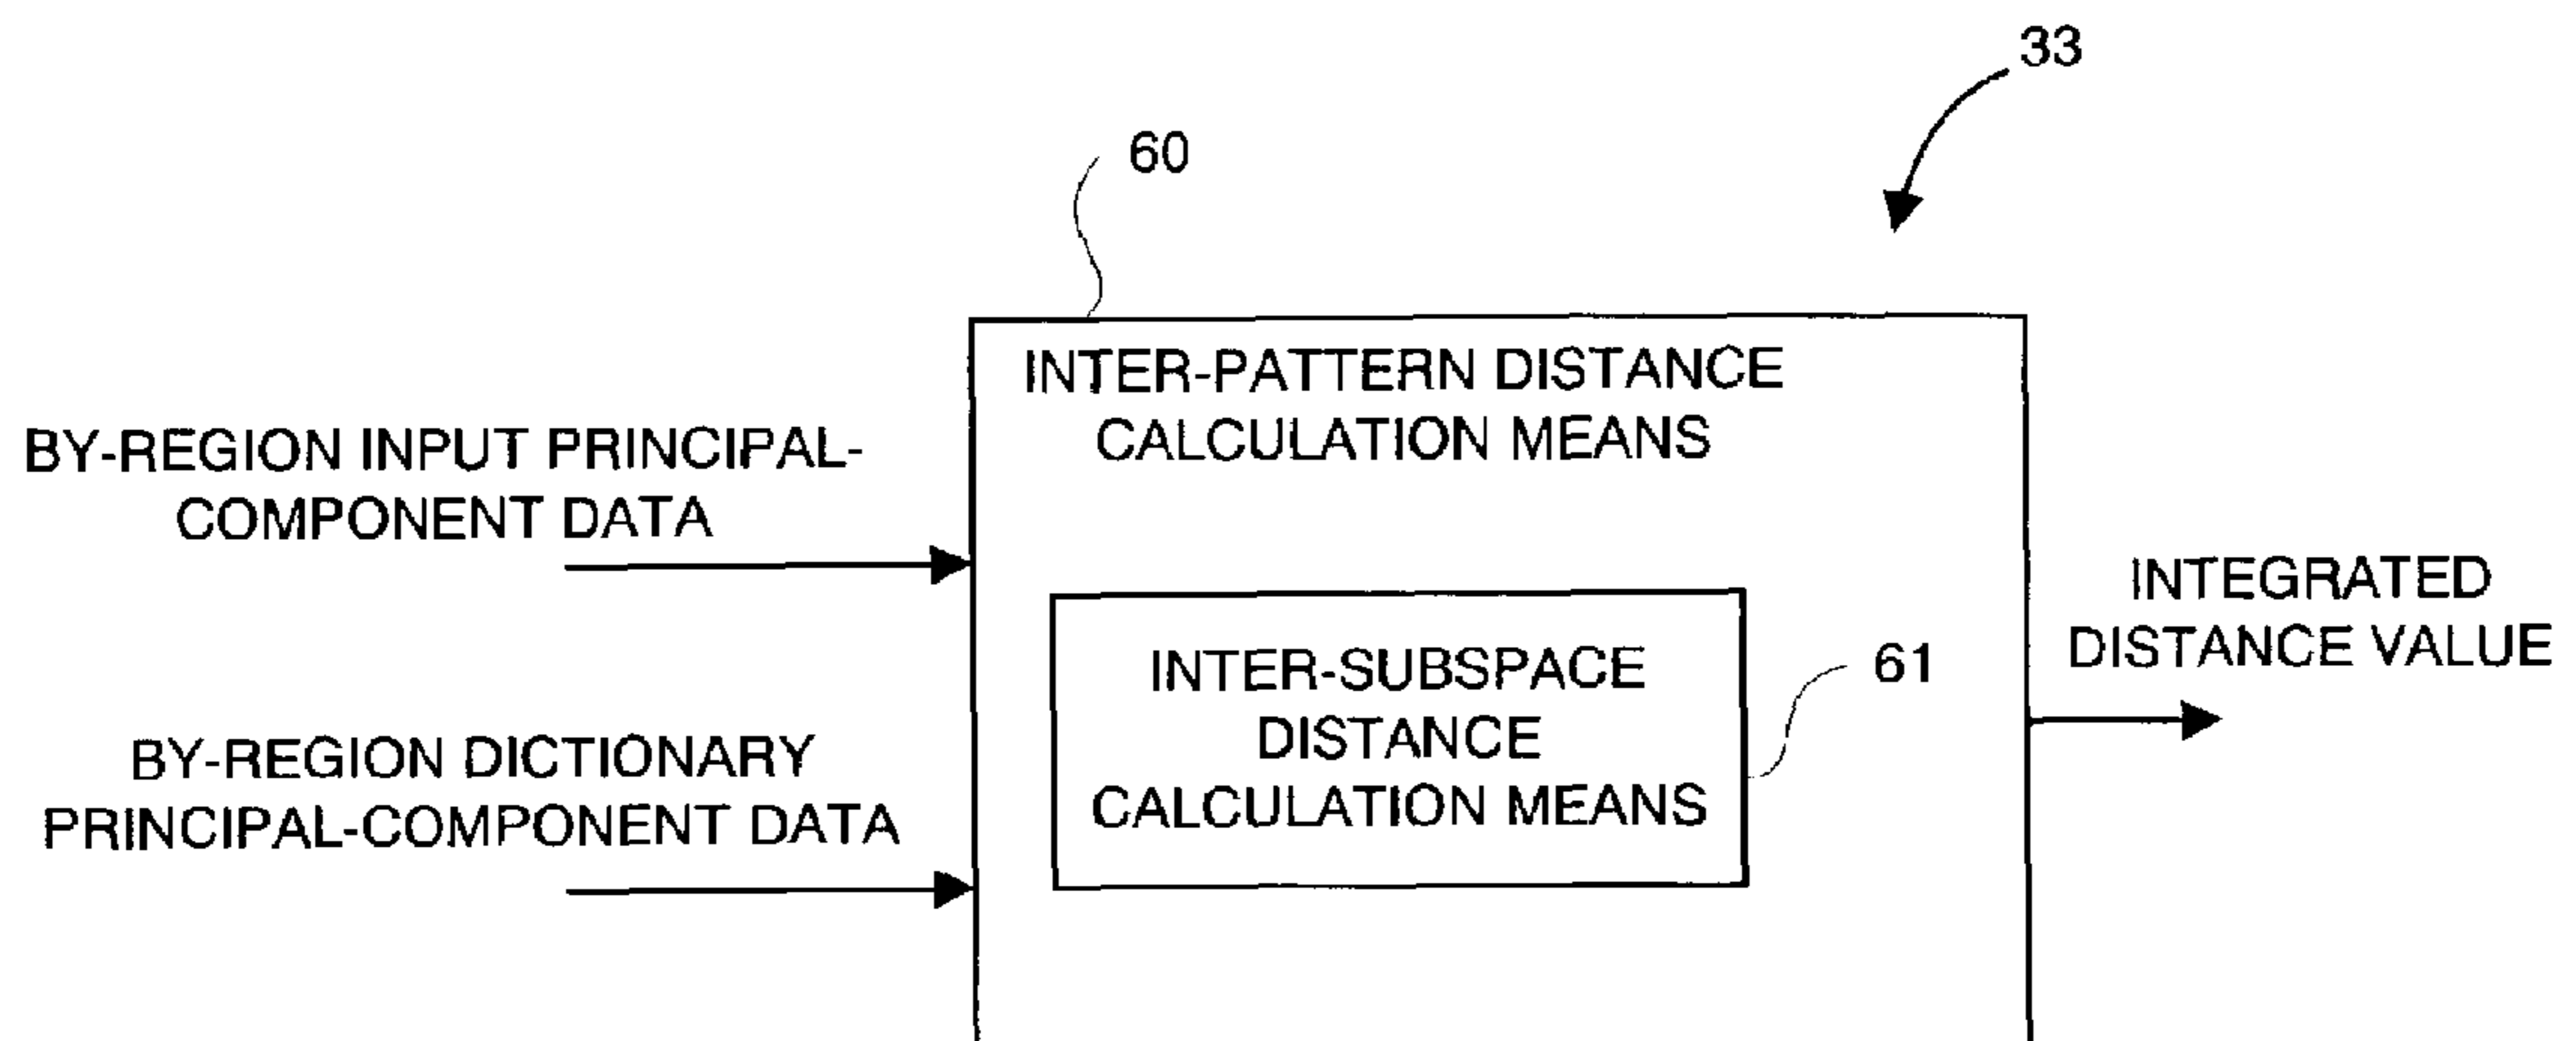 33
60
INTER-PATTERN DISTANCE
CALCULATION MEANS
BY-REGION INPUT PRINCIPAL-
COMPONENT DATA
INTEGRATED
DISTANCE VALUE
INTER-SUBSPACE
DISTANCE
CALCULATION MEANS
61
BY-REGION DICTIONARY
PRINCIPAL-COMPONENT DATA